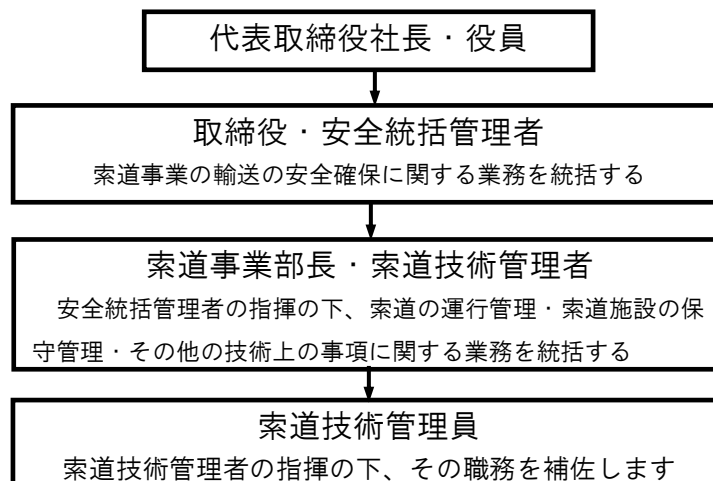 代表取締役社長・役員
取締役・安全統括管理者
索道事業の輸送の安全確保に関する業務を統括する
索道事業部長・索道技術管理者
安全統括管理者の指揮の下、索道の運行管理・索道施設の保
守管理・その他の技術上の事項に関する業務を統括する
索道技術管理員
索道技術管理者の指揮の下、その職務を補佐します